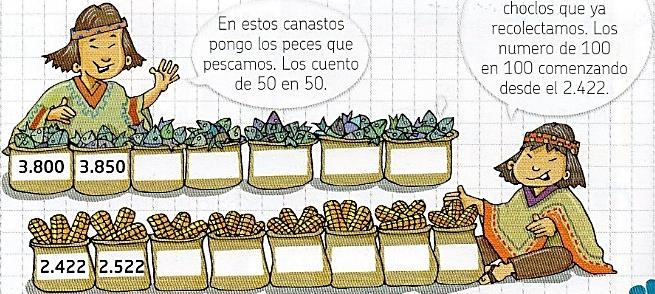 En estos canastos
pongo los peces que
pescamos. Los cuento
de 50 en 50.
choclos que ya
recolectamos. Los
numero de 100
en 100 comenzando
desde el 2.422.
3.800 3.850
2.422 2.522